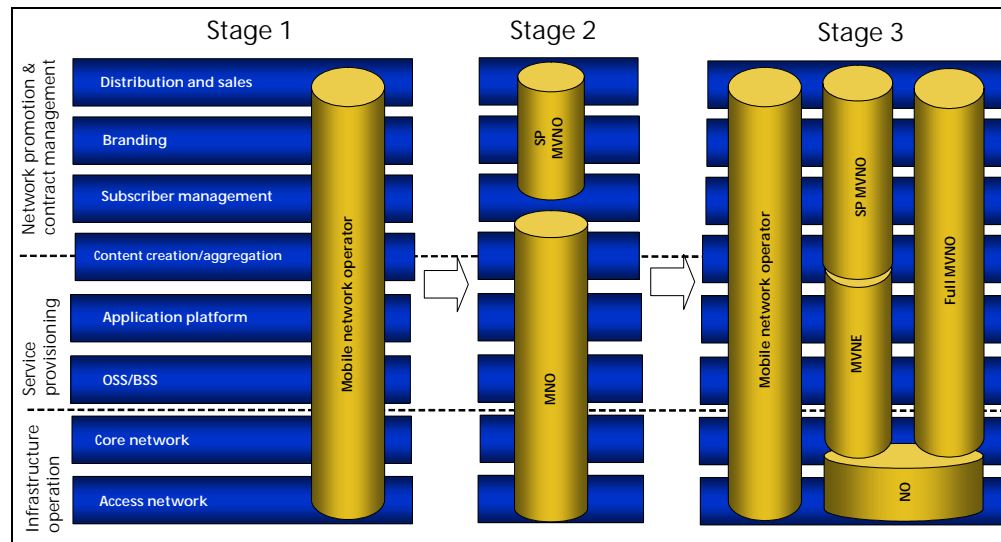 Stage 1
Stage 2
Stage 3
Network promotion &
contract management
Service
provisioning
Infrastructure
operation
Distribution and sales
Branding
Subscriber management
Content creation/aggregation
Application platform
OSS/BSS
Core network
Access network
Mobile network operator
SP
MVNO
MNO
Mobile network operator
SP MVNO
MVNE
Full MVNO
NO